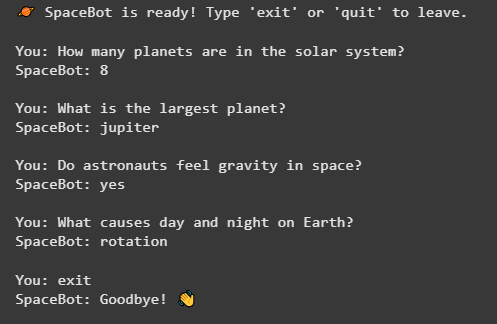 🪐 SpaceBot is ready! Type 'exit' or 'quit' to leave.
You: How many planets are in the solar system?
SpaceBot: 8
You: What is the largest planet?
SpaceBot: jupiter
You: Do astronauts feel gravity in space?
SpaceBot: yes
You: What causes day and night on Earth?
SpaceBot: rotation
You: exit
SpaceBot: Goodbye! 👋